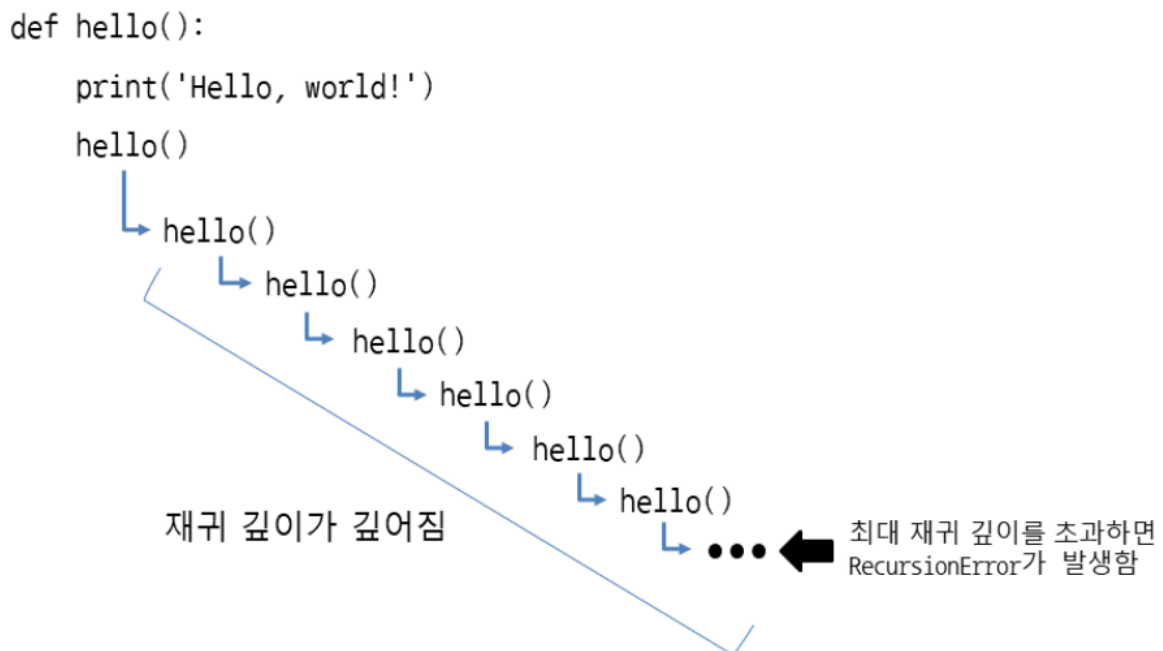 def hello():
    print('Hello, world!')
    hello()
hello()
hello()
hello()
hello()
hello()
hello()
재귀 깊이가 깊어짐
●●●
최대 재귀 깊이를 초과하면
RecursionError가 발생함